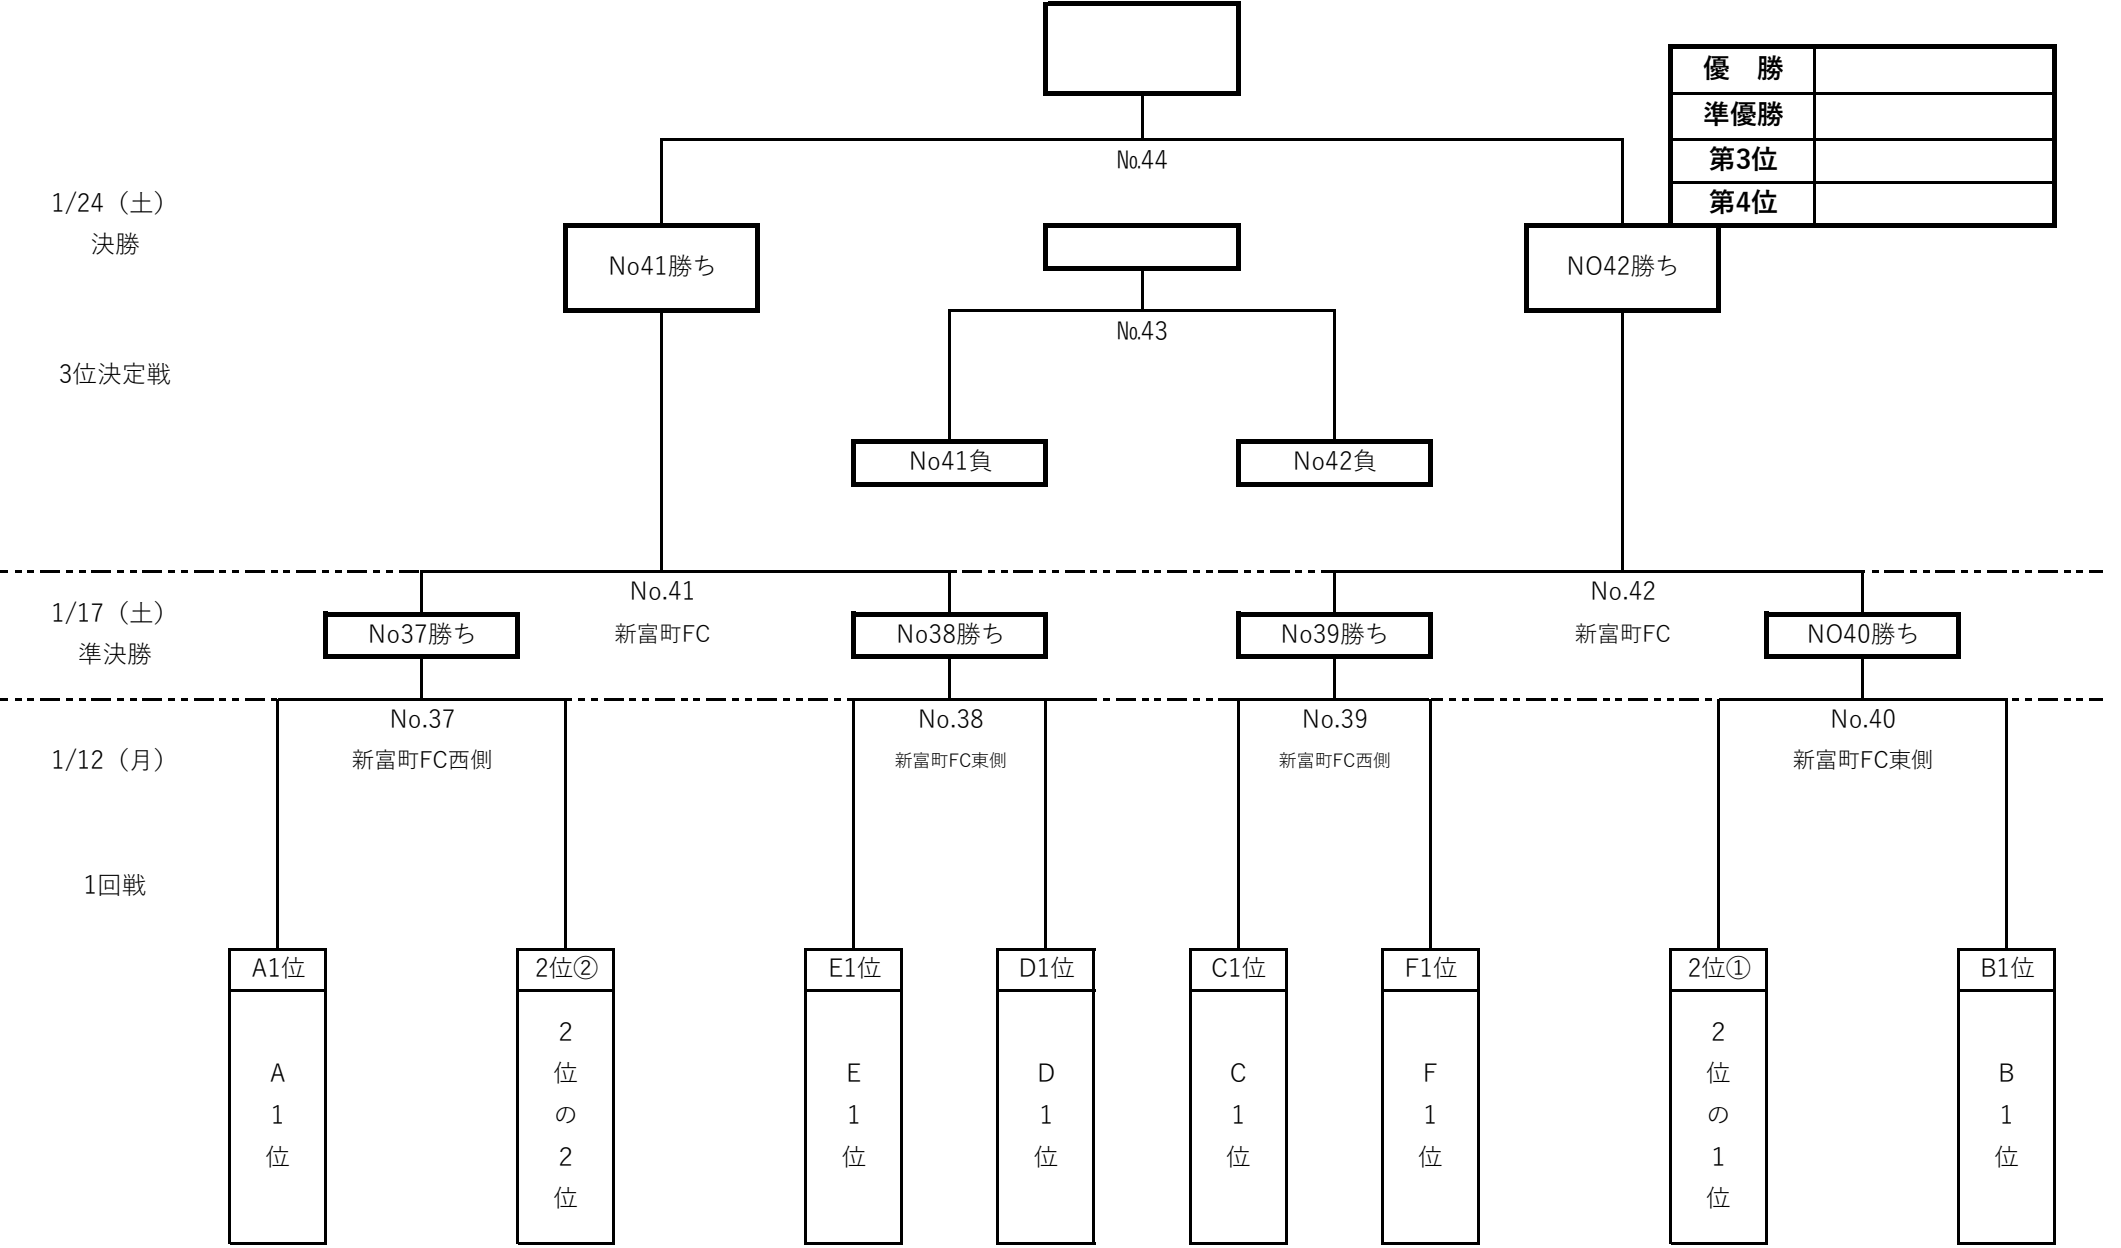 優　勝
準優勝
第3位
第4位
№44
1/24（土）
決勝
No41勝ち
NO42勝ち
№43
3位決定戦
No41負
No42負
No.41
No.42
1/17（土）
準決勝
No37勝ち
新富町FC
No38勝ち
No39勝ち
新富町FC
NO40勝ち
No.37
No.38
No.39
No.40
1/12（月）
新富町FC西側
新富町FC東側
新富町FC西側
新富町FC東側
1回戦
A1位
2位②
E1位
D1位
C1位
F1位
2位①
B1位
A1位
2位の2位
E1位
D1位
C1位
F1位
2位の1位
B1位